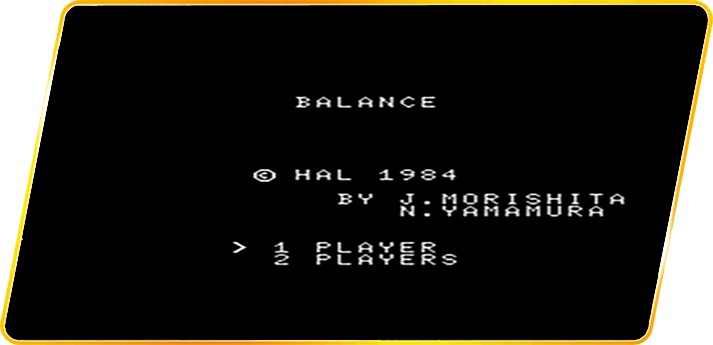 BALANCE
© HAL 1984
BY J.MORISHITA
N.YAMAMURA
> 1 PLAYER
2 PLAYERS